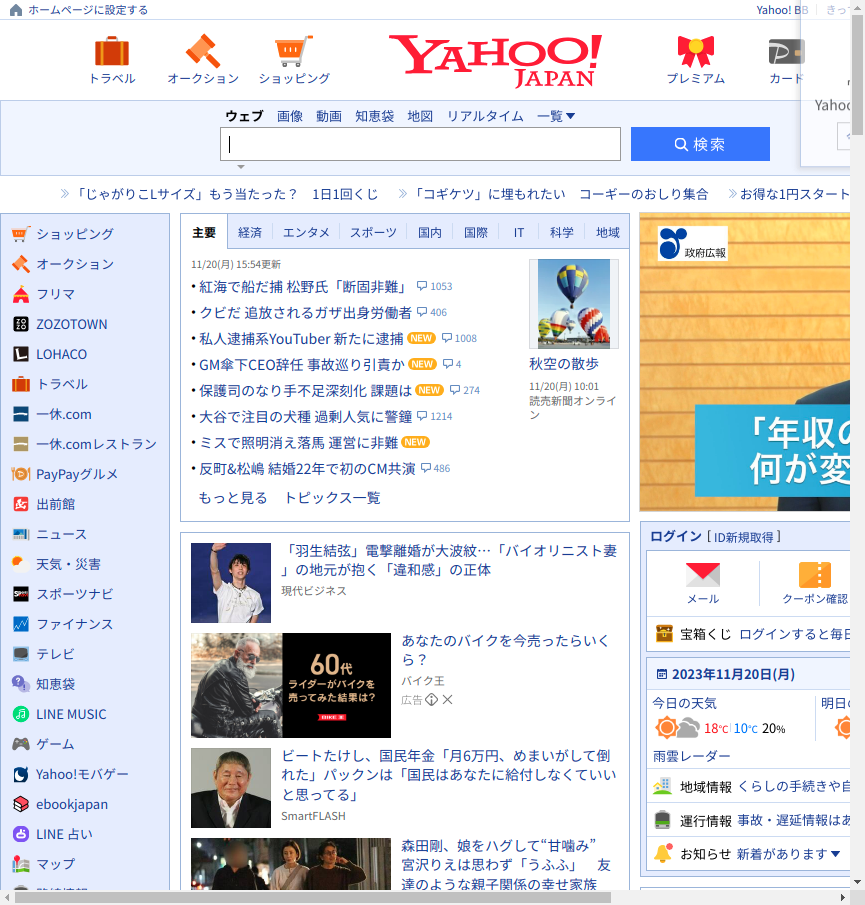 ホームページに設定する
Yahoo! BB
きっ
トラベル
オークション
ショッピング
YAHOO!
JAPAN
プレミアム
カード
Yahoo
ウェブ 画像 動画 知恵袋 地図 リアルタイム 一覧
検索
「じゃがりこLサイズ」もう当たった？ 1日1回くじ
「コギケツ」に埋もれたい コーギーのおしり集合
お得な1円スタート
ショッピング
オークション
フリマ
ZOZOTOWN
LOHACO
トラベル
一休.com
一休.comレストラン
PayPayグルメ
出前館
ニュース
天気・災害
スポーツナビ
ファイナンス
テレビ
知恵袋
LINE MUSIC
ゲーム
Yahoo!モバゲー
ebookjapan
LINE 占い
マップ
主要 経済 エンタメ スポーツ 国内 国際 IT 科学 地域
11/20(月) 15:54更新
紅海で船だ捕 松野氏「断固非難」 1053
クビだ 追放されるガザ出身労働者 406
私人逮捕系YouTuber 新たに逮捕 NEW 1008
GM傘下CEO辞任 事故巡り引責か NEW 4
保護司のなり手不足深刻化 課題は NEW 274
大谷で注目の犬種 過剰人気に警鐘 1214
ミスで照明消え落馬 運営に非難 NEW
反町&松嶋 結婚22年で初のCM共演 486
もっと見る トピックス一覧
秋空の散歩
11/20(月) 10:01
読売新聞オンライ
ン
「羽生結弦」電撃離婚が大波紋…「バイオリニスト妻
」の地元が抱く「違和感」の正体
現代ビジネス
60代
ライダーがバイクを
売ってみた結果は？
あなたのバイクを今売ったらいく
ら？
バイク王
広告
ビートたけし、国民年金「月6万円、めまいがして倒
れた」パックンは「国民はあなたに給付しなくていい
と思ってる」
SmartFLASH
森田剛、娘をハグして“甘噛み”
宮沢りえは思わず「うふふ」 友
達のような親子関係の幸せ家族
政府広報
「年収の
何が変
ログイン [ ID新規取得 ]
メール
クーポン確認
宝箱くじ ログインすると毎日
2023年11月20日(月)
今日の天気
明日の
18℃ 10℃ 20%
雨雲レーダー
地域情報 くらしの手続きや自
運行情報 事故・遅延情報はあ
お知らせ 新着があります